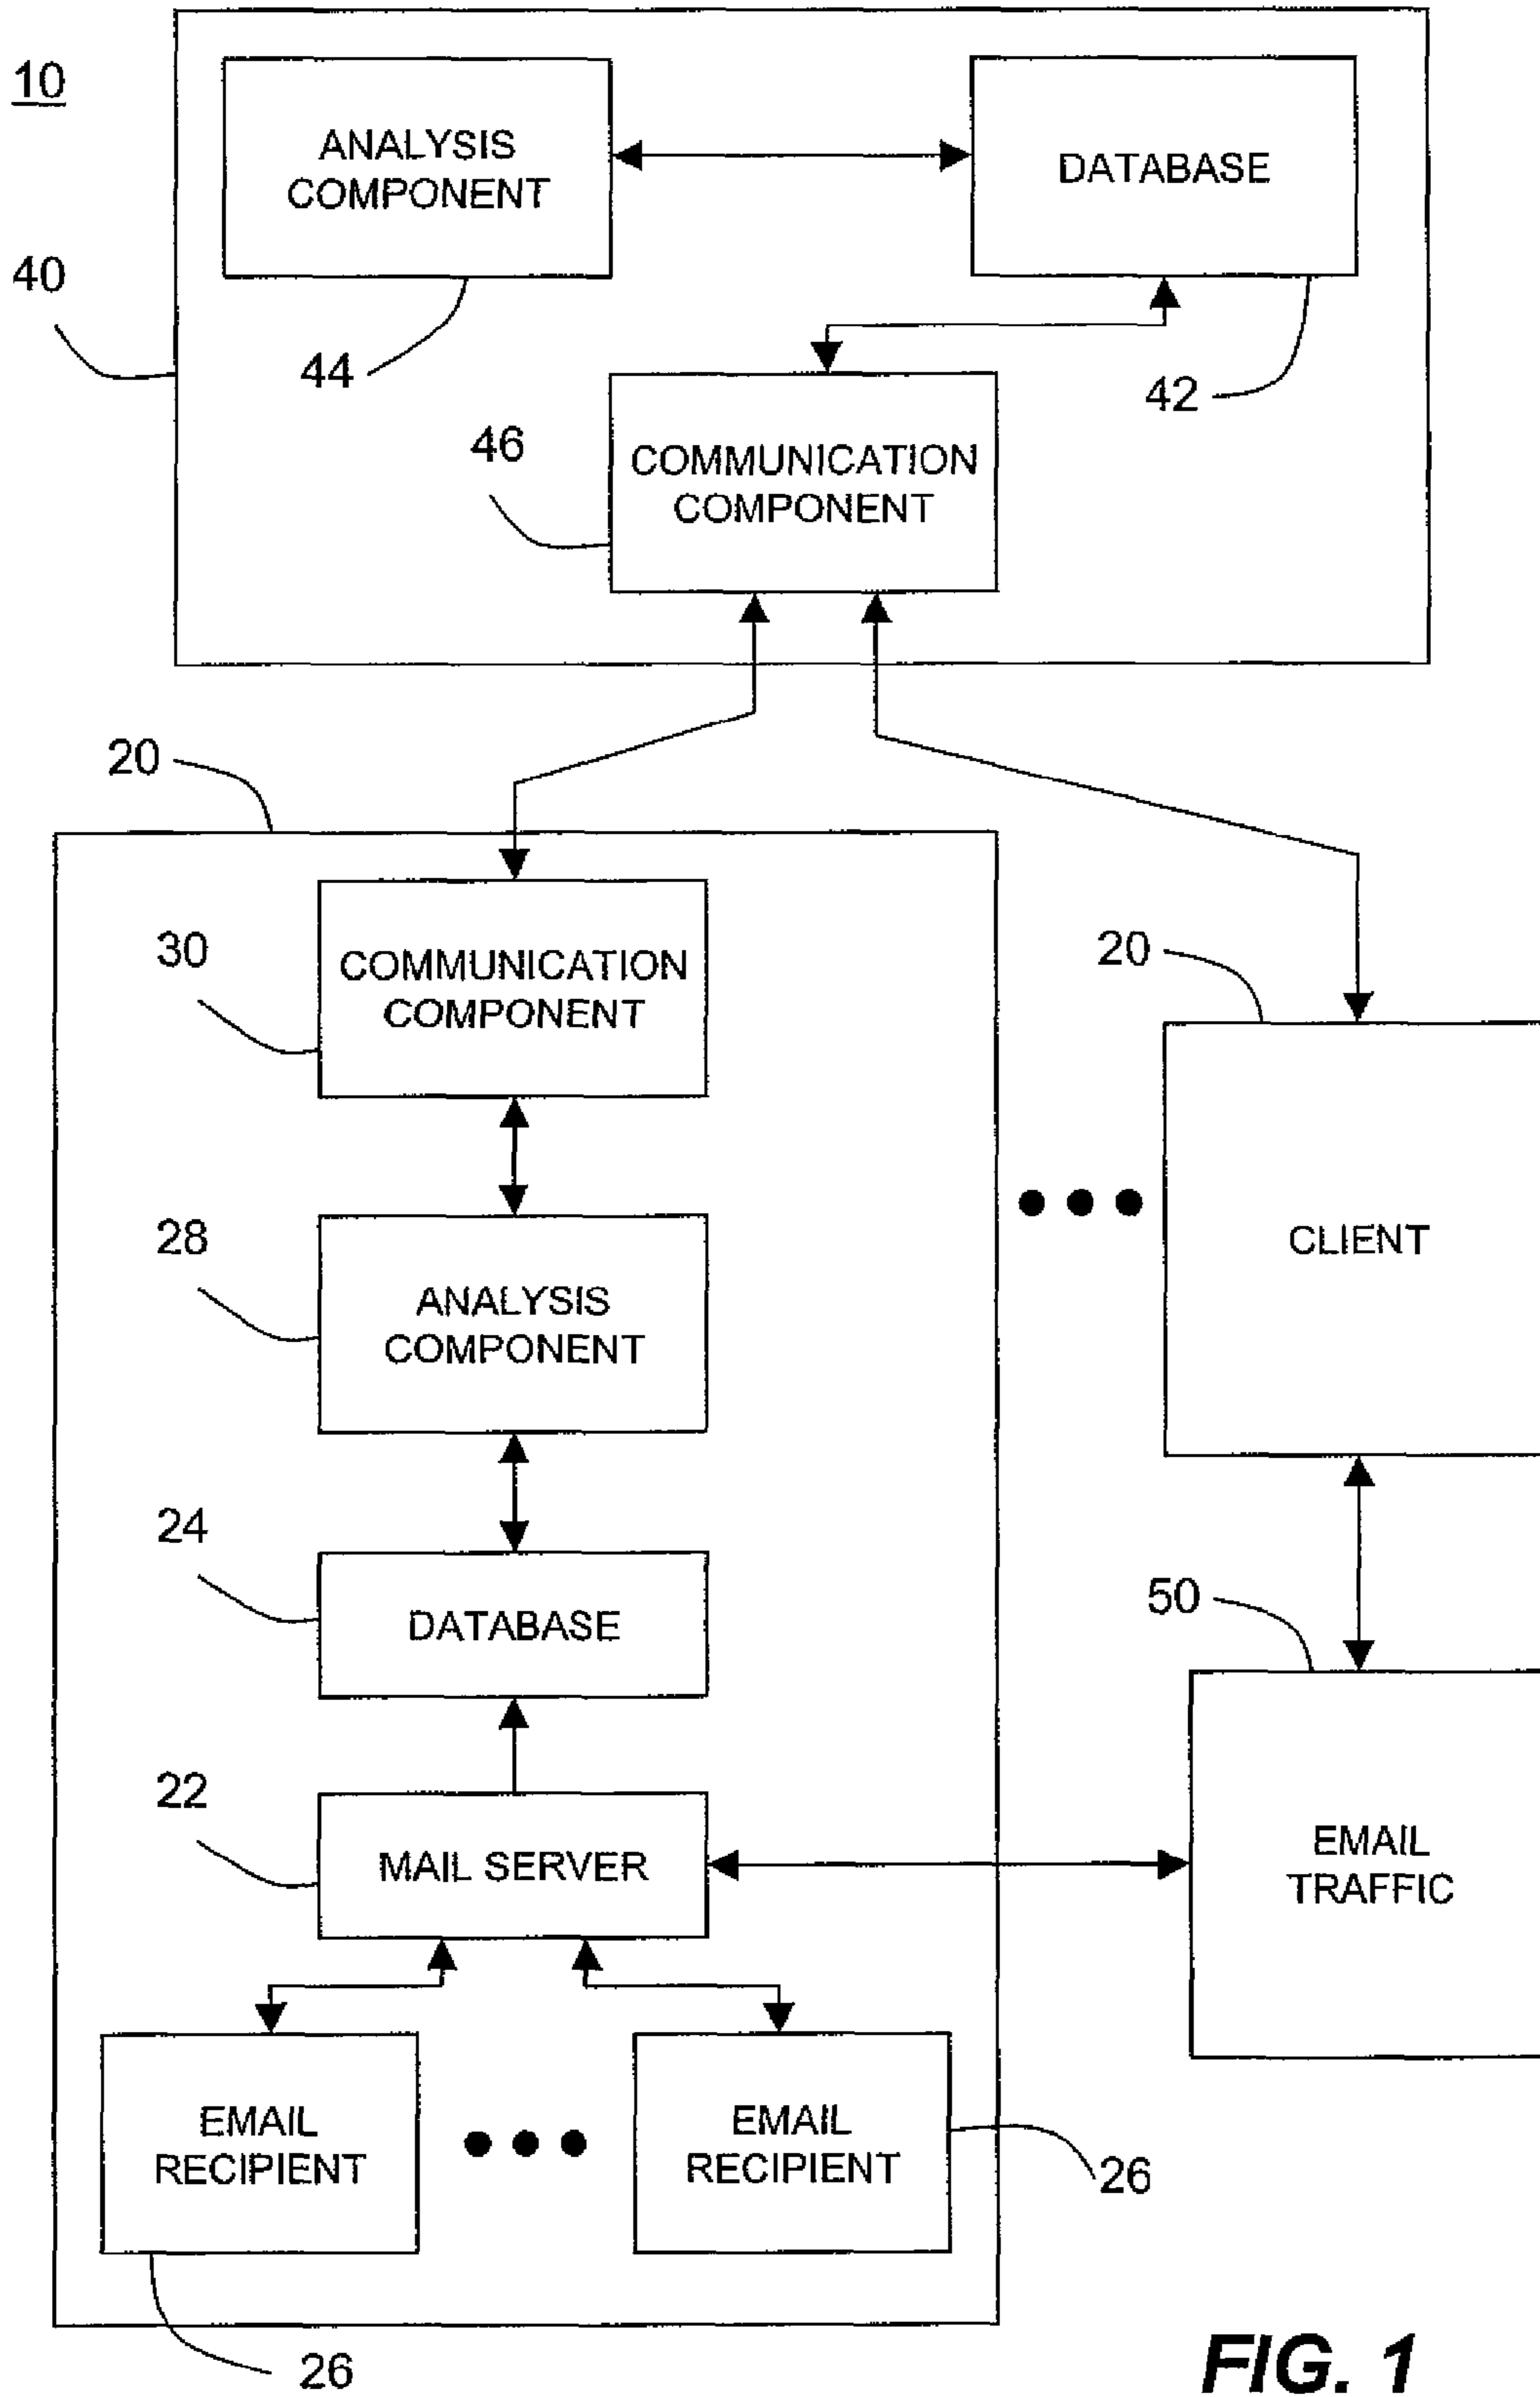 10
ANALYSIS
COMPONENT
DATABASE
40
44
42
46
COMMUNICATION
COMPONENT
20
30
COMMUNICATION
COMPONENT
20
28
ANALYSIS
COMPONENT
CLIENT
24
DATABASE
50
22
MAIL SERVER
EMAIL
TRAFFIC
EMAIL
RECIPIENT
EMAIL
RECIPIENT
26
26
FIG. 1